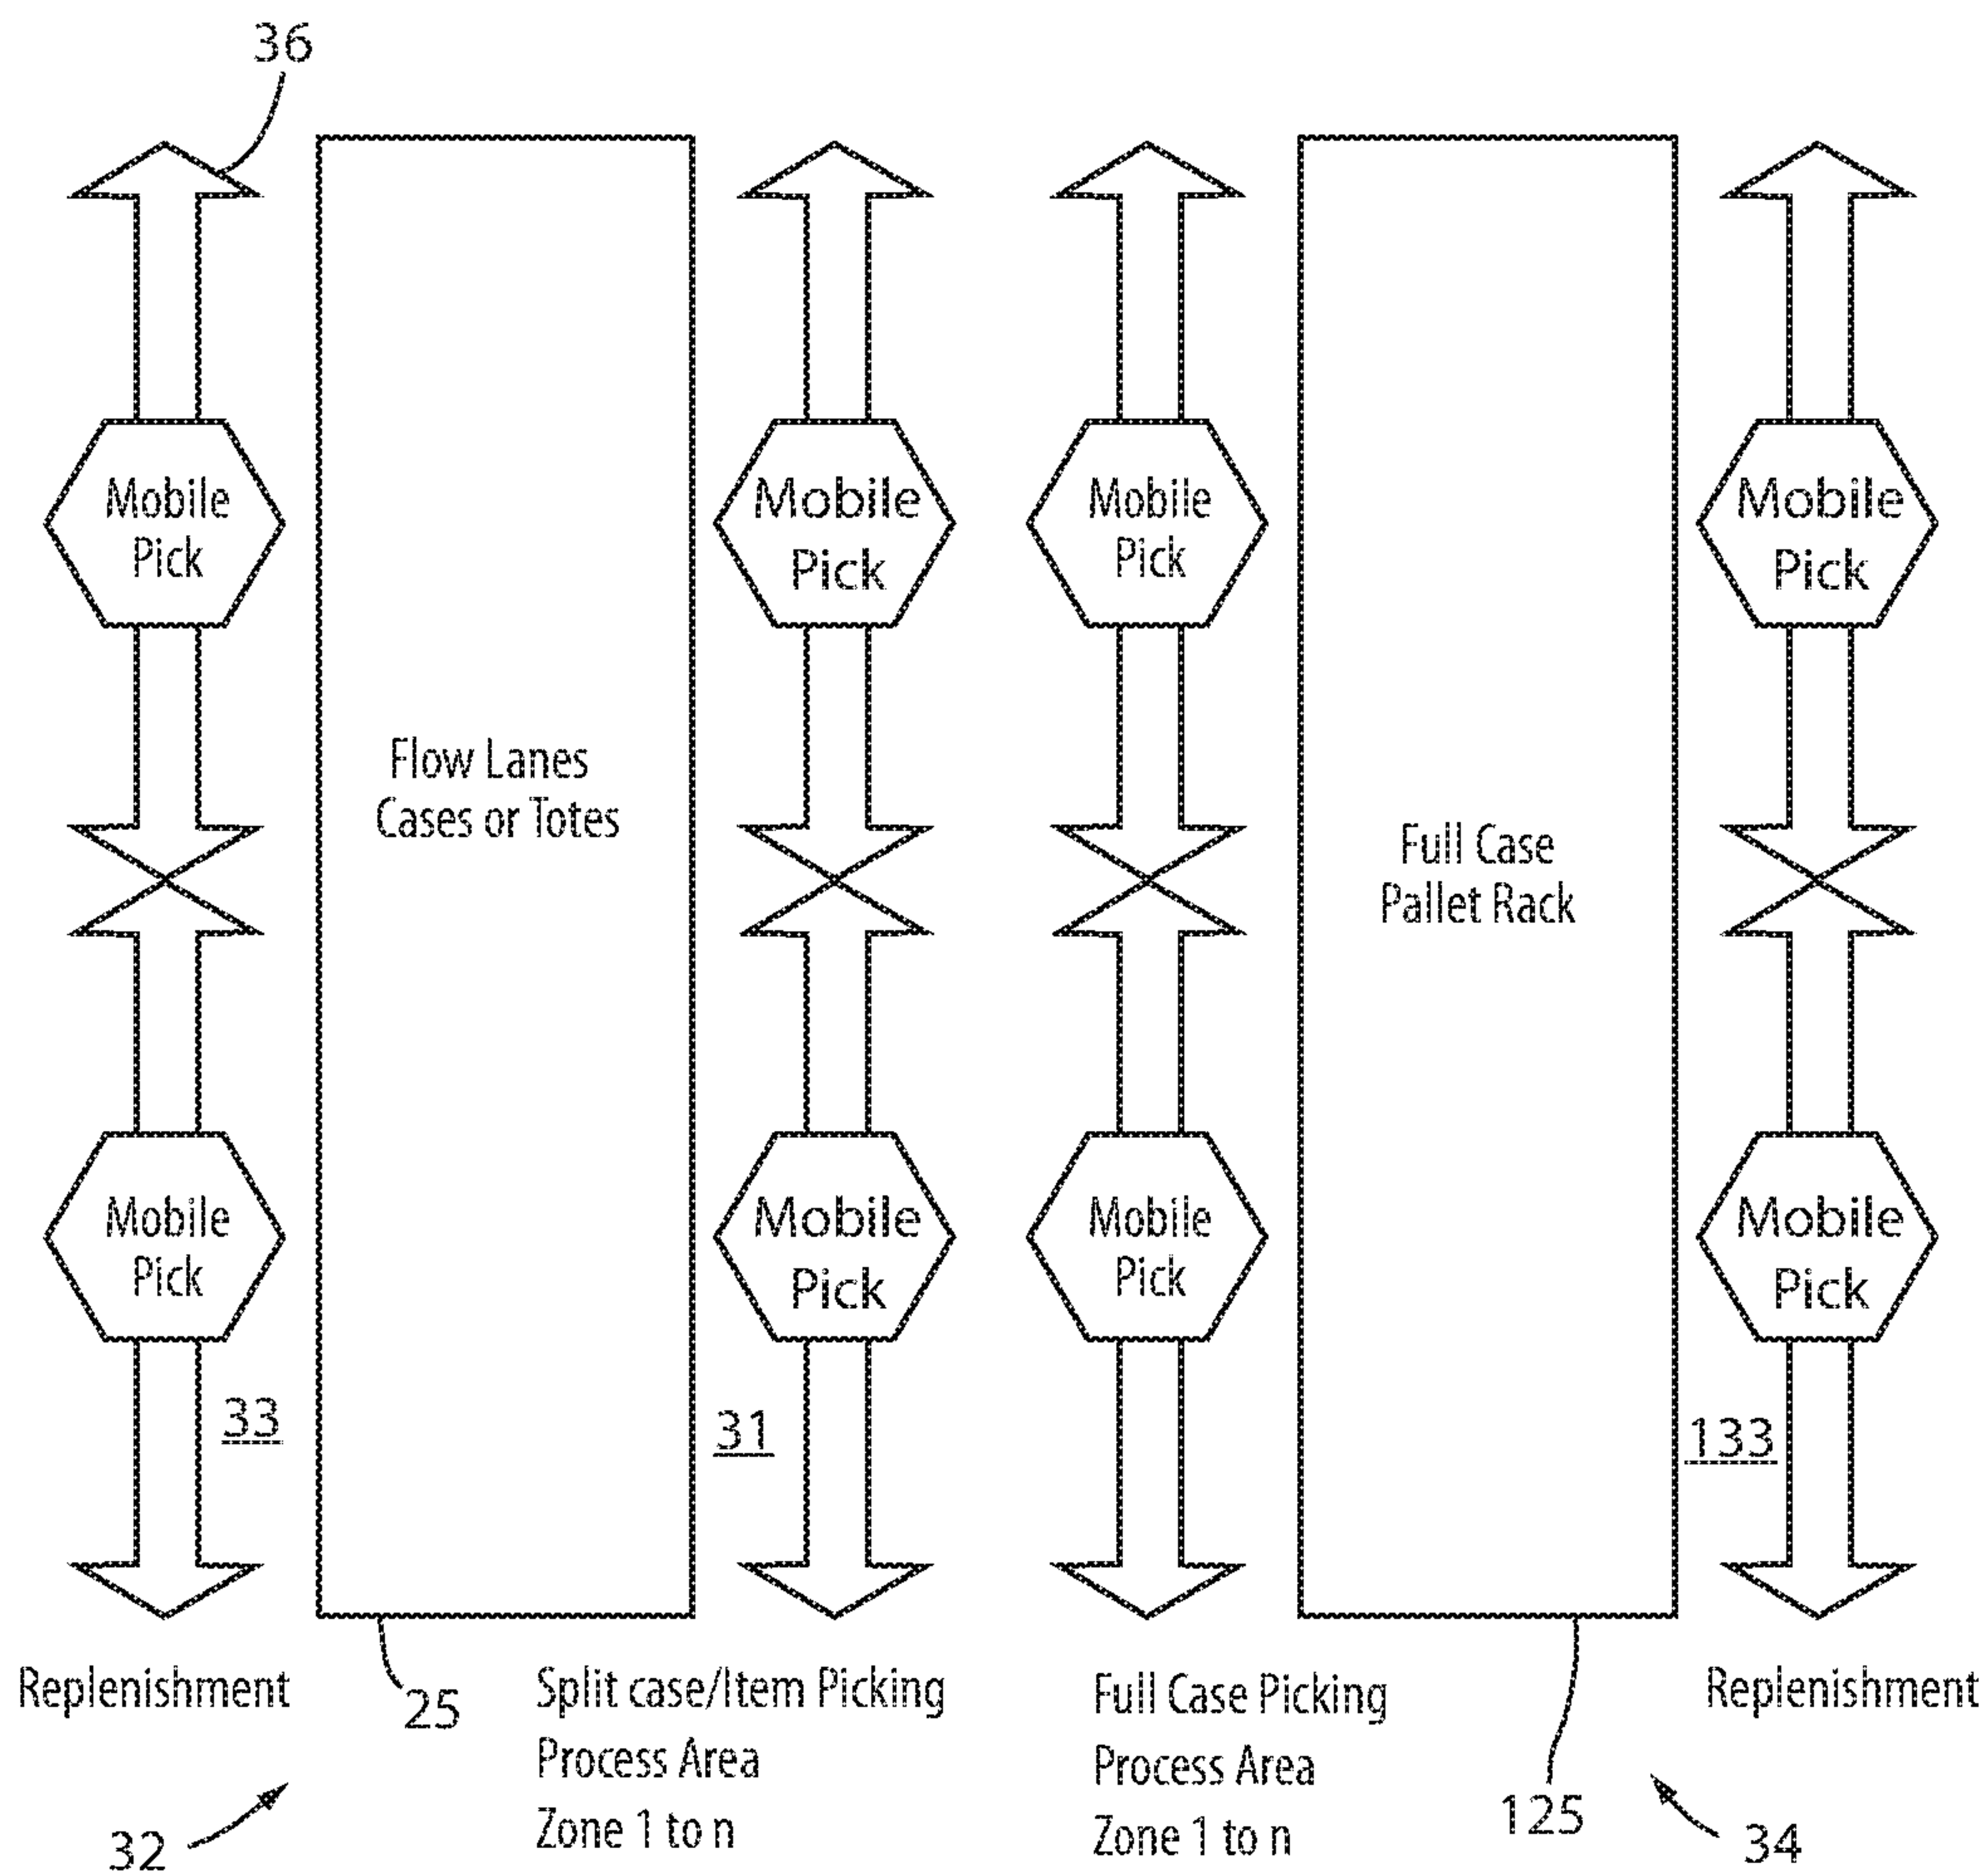 36
Mobile
Pick
Mobile
Pick
Mobile
Pick
Mobile
Pick
Flow Lanes
Cases or Totes
Full Case
Pallet Rack
Mobile
Pick
Mobile
Pick
Mobile
Pick
Mobile
Pick
33
31
133
Replenishment
25
Split case/Item Picking
Process Area
Zone 1 to n
Full Case Picking
Process Area
Zone 1 to n
Replenishment
32
125
34